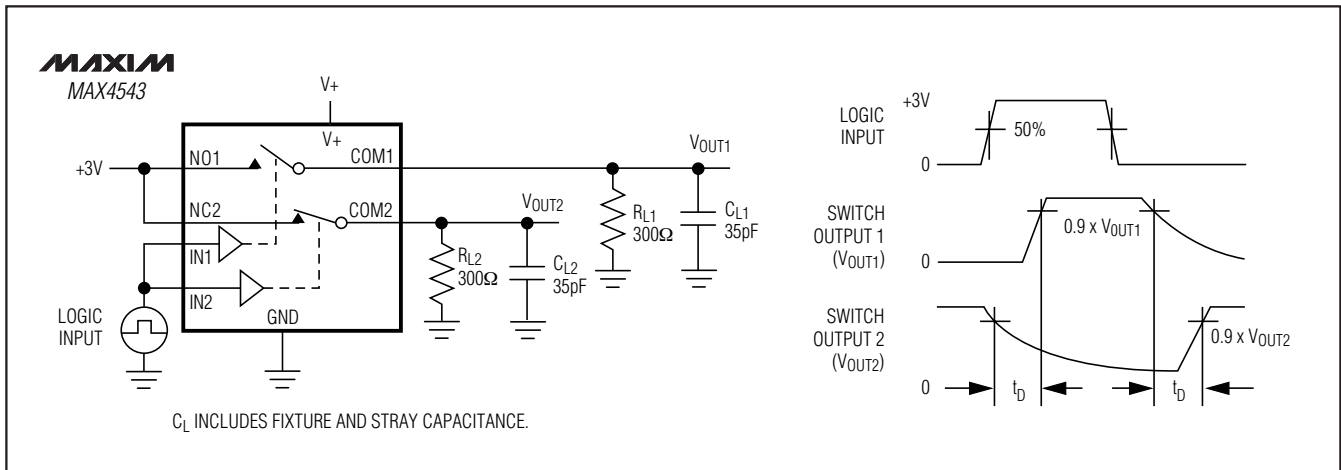 MAXIM
MAX4543
V+
V+
+3V
NO1
COM1
VOUT1
NC2
COM2
VOUT2
IN1
IN2
RL1
300Ω
CL1
35pF
RL2
300Ω
CL2
35pF
LOGIC
INPUT
GND
CL INCLUDES FIXTURE AND STRAY CAPACITANCE.
LOGIC
INPUT
+3V
50%
0
SWITCH
OUTPUT 1
(VOUT1)
0.9 x VOUT1
0
SWITCH
OUTPUT 2
(VOUT2)
0.9 x VOUT2
0
tD
tD